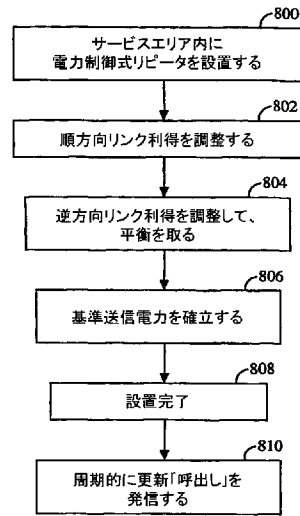 800
サービスエリア内に
電力制御式リピータを設置する
802
順方向リンク利得を調整する
804
逆方向リンク利得を調整して、
平衡を取る
806
基準送信電力を確立する
808
設置完了
810
周期的に更新「呼出し」を
発信する